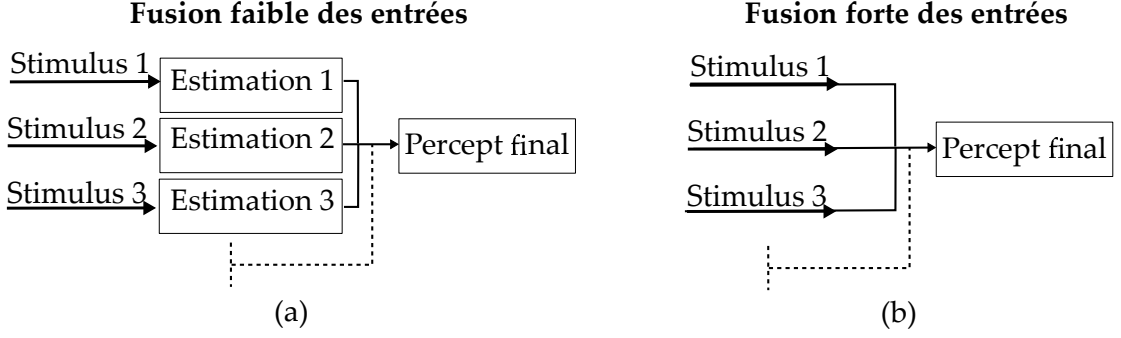 Fusion faible des entrées
Stimulus 1
Estimation 1
Stimulus 2
Estimation 2
Percept final
Stimulus 3
Estimation 3
(a)
Fusion forte des entrées
Stimulus 1
Stimulus 2
Percept final
Stimulus 3
(b)